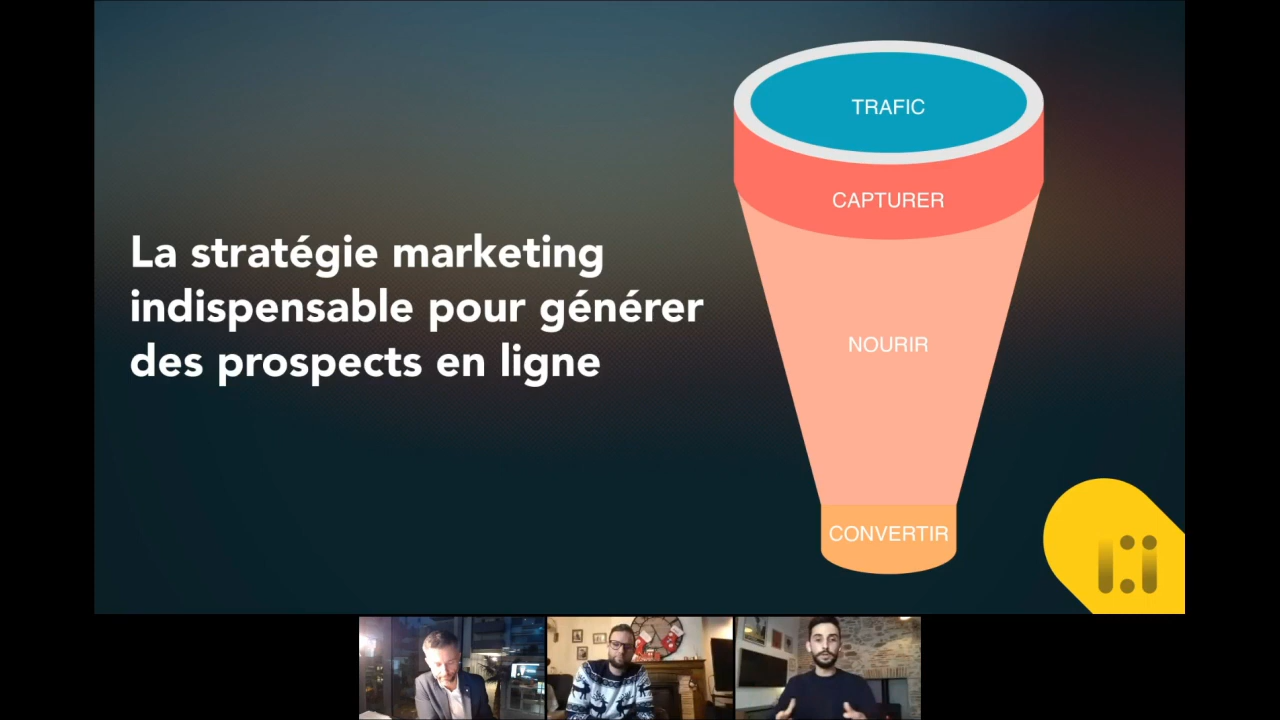 La stratégie marketing
indispensable pour générer
des prospects en ligne
TRAFIC
CAPTURER
NOURIR
CONVERTIR